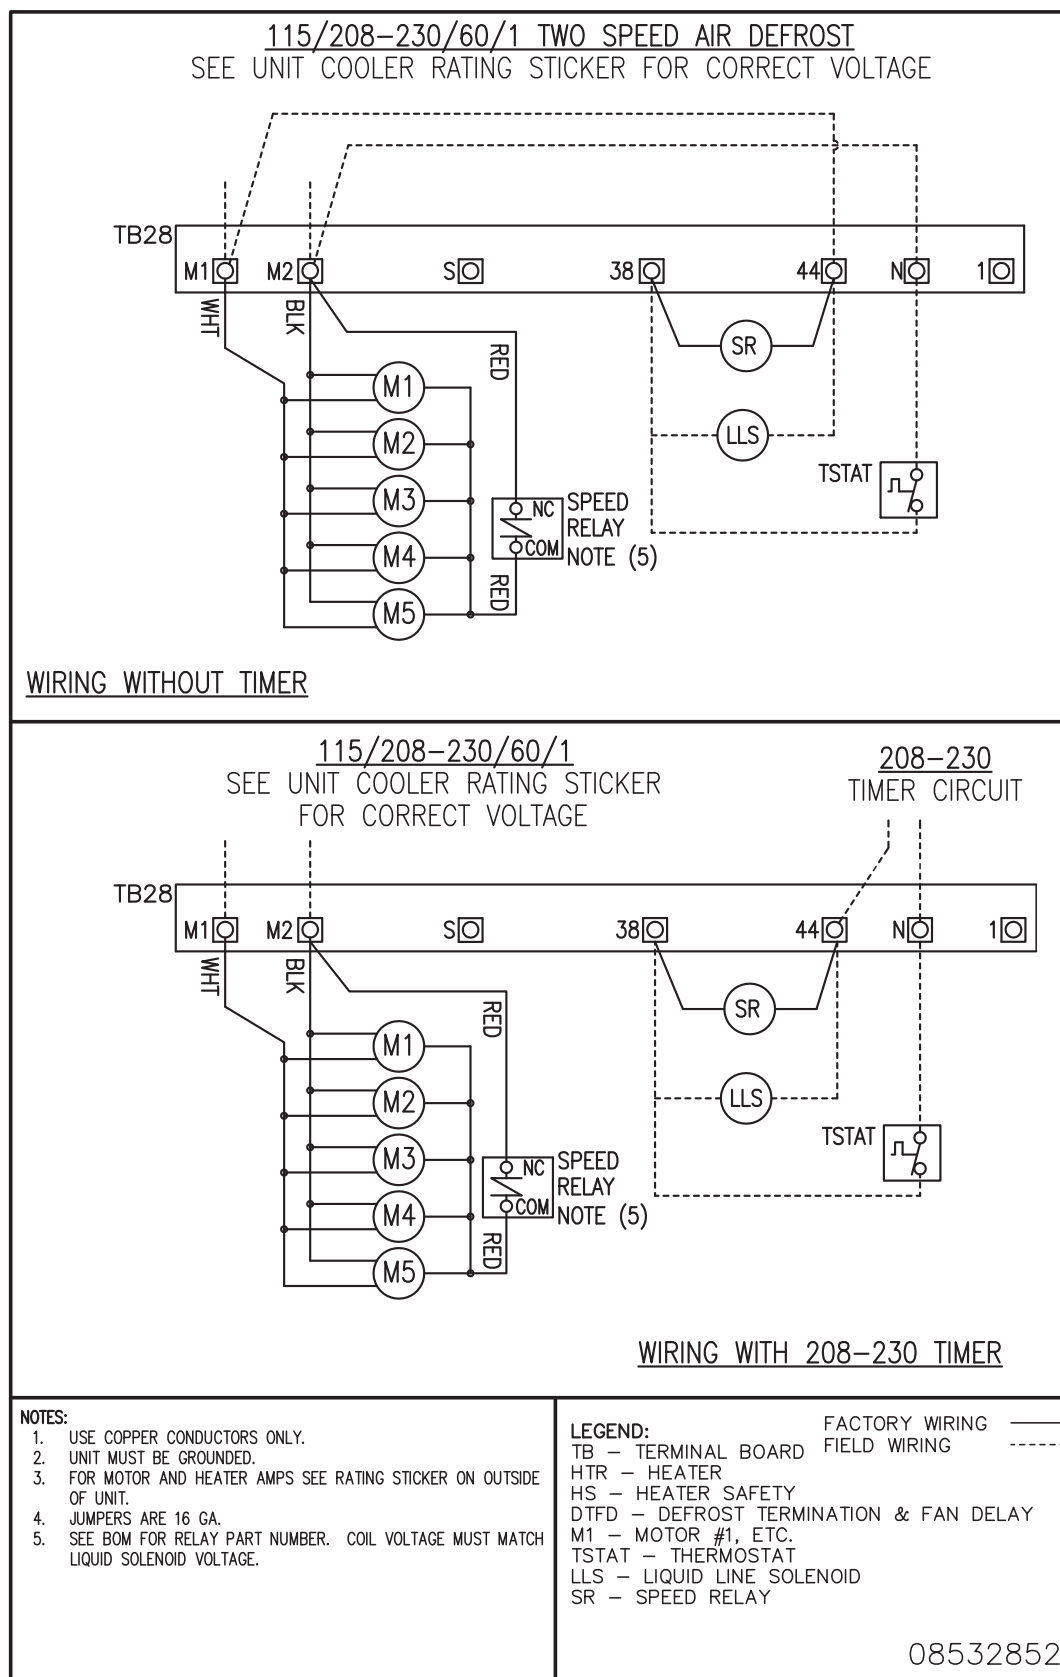 115/208-230/60/1 TWO SPEED AIR DEFROST
SEE UNIT COOLER RATING STICKER FOR CORRECT VOLTAGE
TB28
M1 M2 S 38 44 N 1
WHT
BLK
RED
SR
M1
M2
LLS
TSTAT
M3
NC
SPEED
RELAY
M4
COM
NOTE (5)
RED
M5
WIRING WITHOUT TIMER
115/208-230/60/1
SEE UNIT COOLER RATING STICKER
FOR CORRECT VOLTAGE
208-230
TIMER CIRCUIT
TB28
M1 M2 S 38 44 N 1
WHT
BLK
RED
SR
M1
M2
LLS
TSTAT
M3
NC
SPEED
RELAY
M4
COM
NOTE (5)
RED
M5
WIRING WITH 208-230 TIMER
NOTES:
1. USE COPPER CONDUCTORS ONLY.
2. UNIT MUST BE GROUNDED.
3. FOR MOTOR AND HEATER AMPS SEE RATING STICKER ON OUTSIDE
OF UNIT.
4. JUMPERS ARE 16 GA.
5. SEE BOM FOR RELAY PART NUMBER. COIL VOLTAGE MUST MATCH
LIQUID SOLENOID VOLTAGE.
LEGEND:
FACTORY WIRING
FIELD WIRING
TB - TERMINAL BOARD
HTR - HEATER
HS - HEATER SAFETY
DTFD - DEFROST TERMINATION & FAN DELAY
M1 - MOTOR #1, ETC.
TSTAT - THERMOSTAT
LLS - LIQUID LINE SOLENOID
SR - SPEED RELAY
08532852